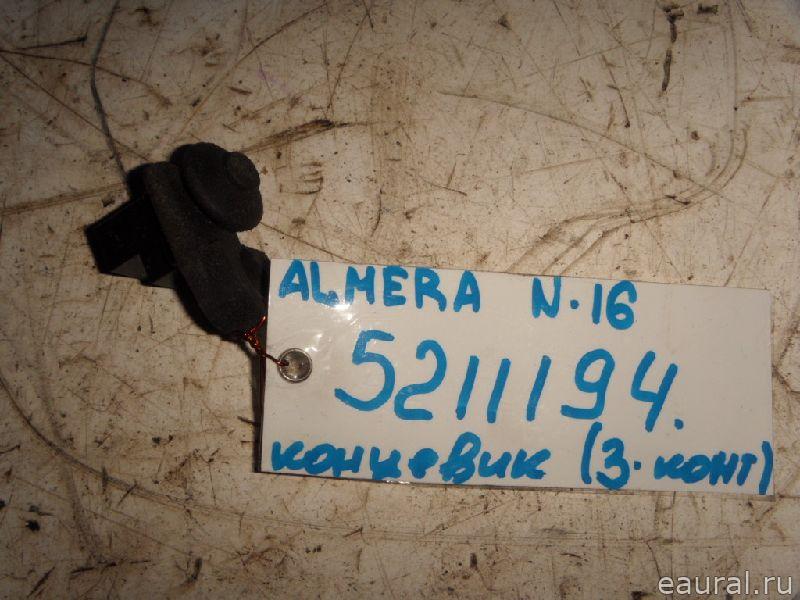 ALMERA N·16
5211194.
концевик (3·конт)
eaural.ru